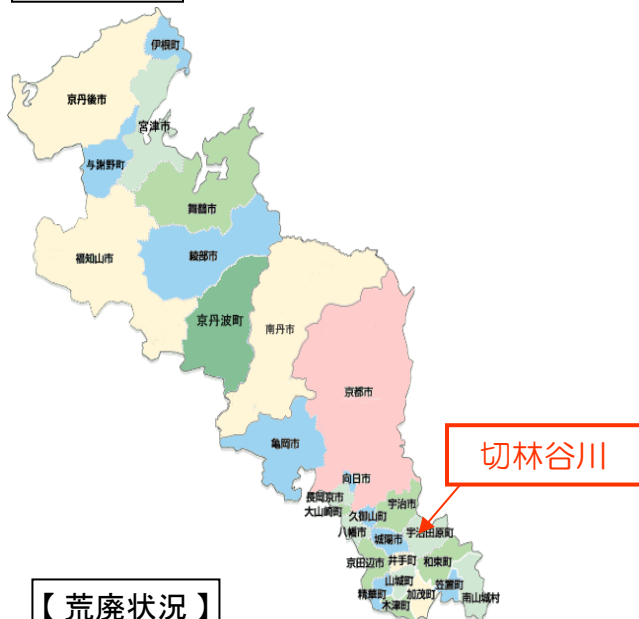 伊根町
京丹後市
宮津市
与謝野町
舞鶴市
綾部市
福知山市
京丹波町
南丹市
京都市
亀岡市
切林谷川
向日市
長岡京市
宇治市
大山崎町
久御山町
八幡市
宇治田原町
城陽市
京田辺市
井手町
和束町
山城町
笠置町
精華町
加茂町
南山城村
木津町
【 荒廃状況 】